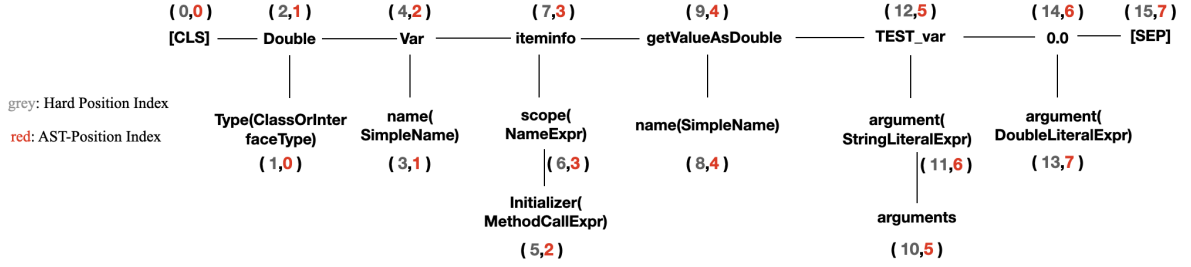 (0,0) (2,1) (4,2) (7,3) (9,4) (12,5) (14,6) (15,7)
[CLS] Double Var iteminfo getValueAsDouble TEST_var 0.0 [SEP]
grey: Hard Position Index
red: AST-Position Index
Type(ClassOrInter
faceType)
(1,0)
name(
SimpleName)
(3,1)
scope(
NameExpr)
(6,3)
Initializer(
MethodCallExpr)
(5,2)
name(SimpleName)
(8,4)
argument(
StringLiteralExpr)
(11,6)
arguments
(10,5)
argument(
DoubleLiteralExpr)
(13,7)